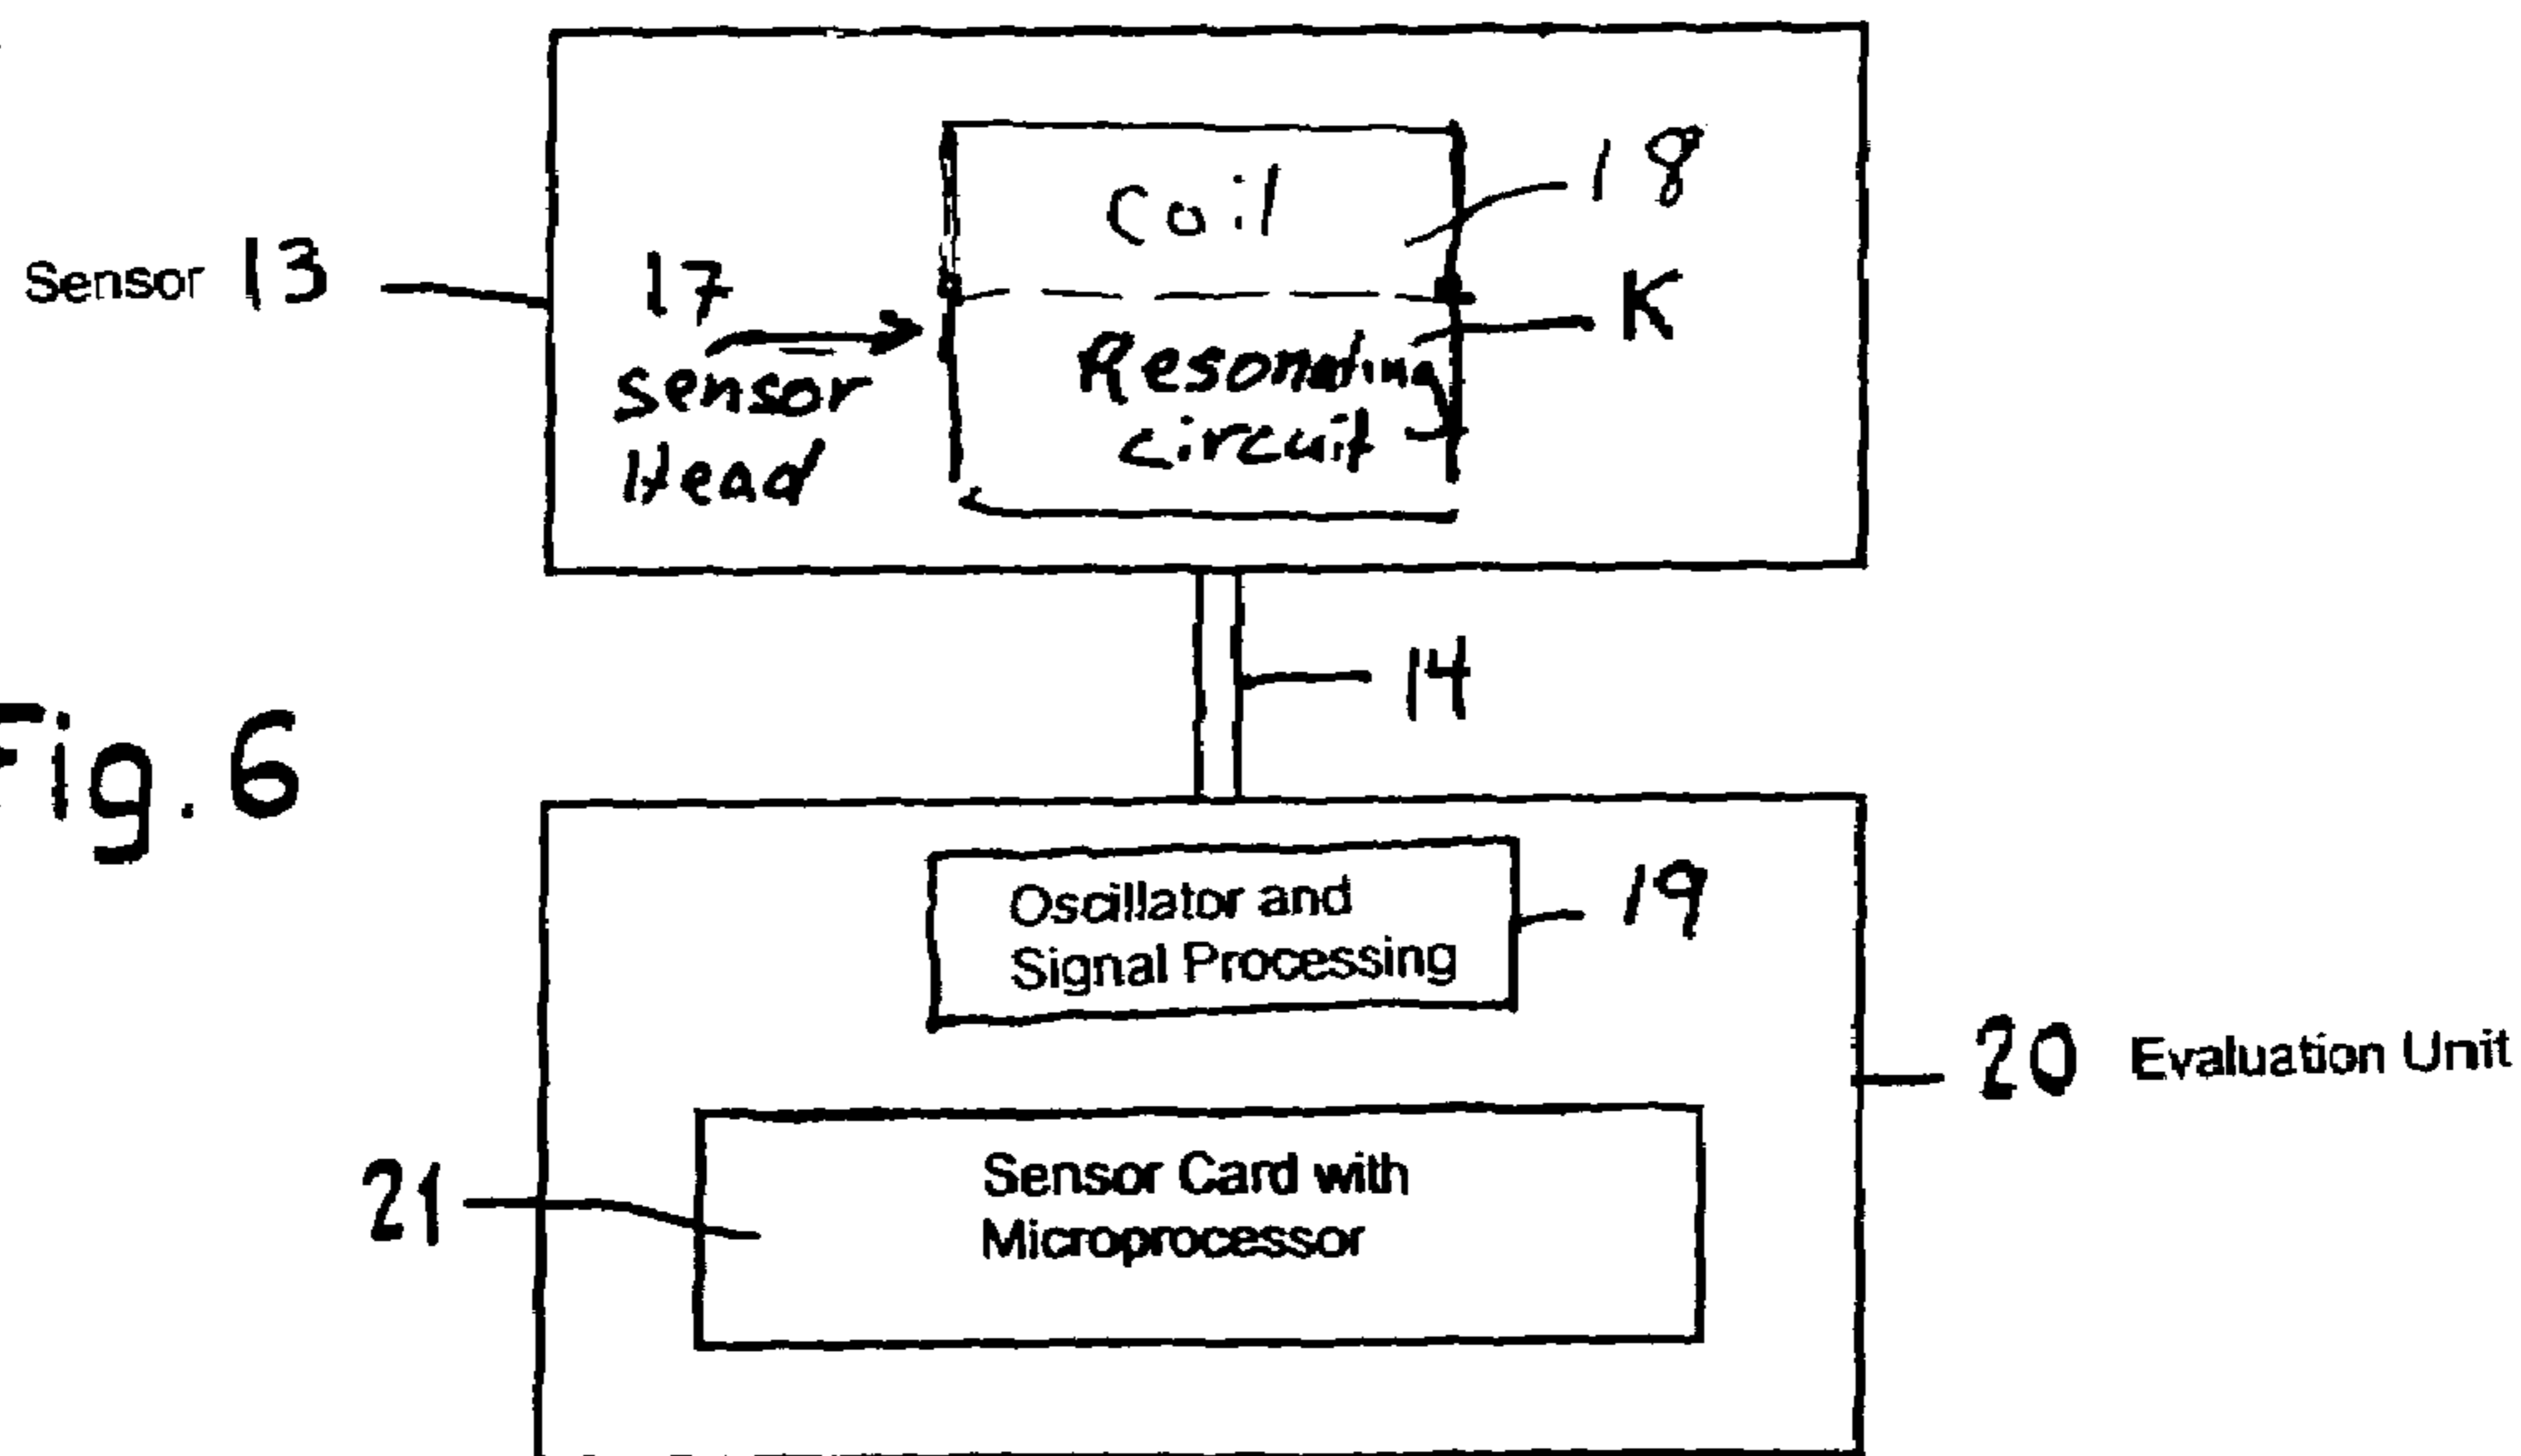 Coil
18
Sensor 13
17
Sensor
Head
K
Resonating
circuit
14
Fig. 6
Oscillator and
Signal Processing
19
20 Evaluation Unit
Sensor Card with
Microprocessor
21